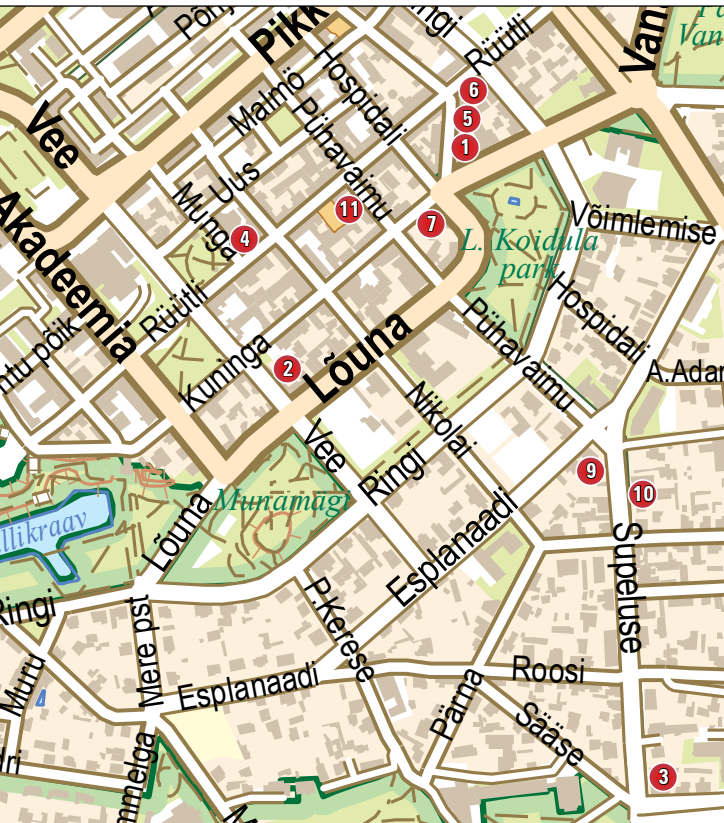 Pikk
Hospidali
Rüütli
Malmö
Vee
Pühavaimu
6
5
1
Uus
Munga
4
11
7
Võimlemise
L. Koidula
park
Akadeemia
Rüütli
Hospidali
Pühavaimu
Lõuna
Kuninga
2
Nikolai
Vee
Ringi
9
10
Munamägi
Lõuna
Esplanaadi
Supeluse
P.Kerese
Mere pst
Ringi
Muru
Esplanaadi
Roosi
Pärna
Sääse
3